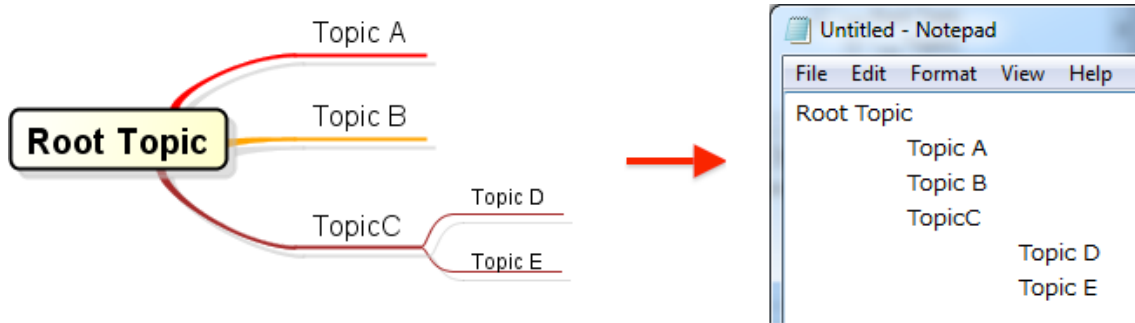 Topic A
Topic B
Root Topic
TopicC
Topic D
Topic E
Untitled - Notepad
File Edit Format View Help
Root Topic
Topic A
Topic B
TopicC
Topic D
Topic E